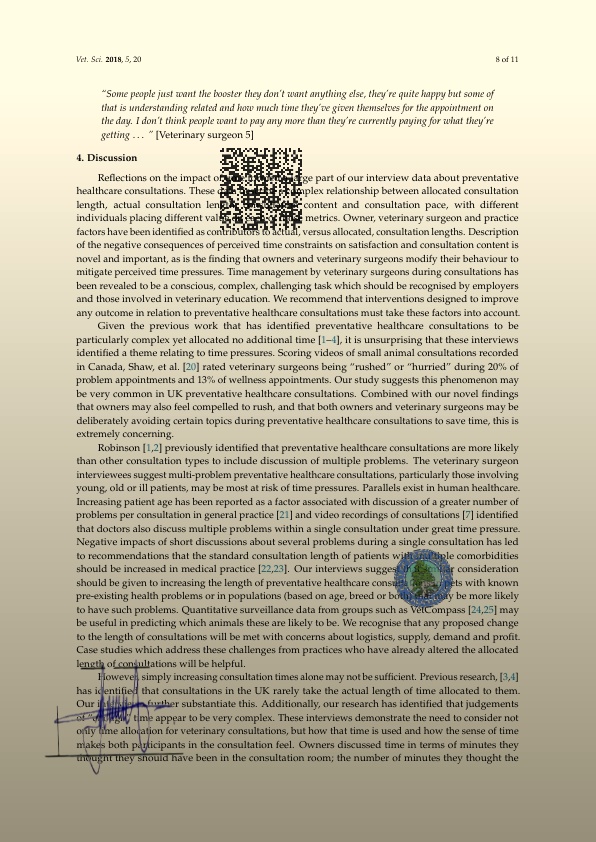 Vet. Sci. 2018, 5, 20
8 of 11
“Some people just want the booster they don’t want anything else, they’re quite happy but some of
that is understanding related and how much time they’ve given themselves for the appointment on
the day. I don’t think people want to pay any more than they’re currently paying for what they’re
getting . . . ” [Veterinary surgeon 5]
4. Discussion
Reflections on the impact of large part of our interview data about preventative
healthcare consultations. These complex relationship between allocated consultation
length, actual consultation content and consultation pace, with different
individuals placing different metrics. Owner, veterinary surgeon and practice
factors have been identified as contributors to actual, versus allocated, consultation lengths. Description
of the negative consequences of perceived time constraints on satisfaction and consultation content is
novel and important, as is the finding that owners and veterinary surgeons modify their behaviour to
mitigate perceived time pressures. Time management by veterinary surgeons during consultations has
been revealed to be a conscious, complex, challenging task which should be recognised by employers
and those involved in veterinary education. We recommend that interventions designed to improve
any outcome in relation to preventative healthcare consultations must take these factors into account.
Given the previous work that has identified preventative healthcare consultations to be
particularly complex yet allocated no additional time [1–4], it is unsurprising that these interviews
identified a theme relating to time pressures. Scoring videos of small animal consultations recorded
in Canada, Shaw, et al. [20] rated veterinary surgeons being “rushed” or “hurried” during 20% of
problem appointments and 13% of wellness appointments. Our study suggests this phenomenon may
be very common in UK preventative healthcare consultations. Combined with our novel findings
that owners may also feel compelled to rush, and that both owners and veterinary surgeons may be
deliberately avoiding certain topics during preventative healthcare consultations to save time, this is
extremely concerning.
Robinson [1,2] previously identified that preventative healthcare consultations are more likely
than other consultation types to include discussion of multiple problems. The veterinary surgeon
interviewees suggest multi-problem preventative healthcare consultations, particularly those involving
young, old or ill patients, may be most at risk of time pressures. Parallels exist in human healthcare.
Increasing patient age has been reported as a factor associated with discussion of a greater number of
problems per consultation in general practice [21] and video recordings of consultations [7] identified
that doctors also discuss multiple problems within a single consultation under great time pressure.
Negative impacts of short discussions about several problems during a single consultation has led
to recommendations that the standard consultation length of patients with multiple comorbidities
should be increased in medical practice [22,23]. Our interviews suggest consideration
should be given to increasing the length of preventative healthcare pets with known
pre-existing health problems or in populations (based on age, breed or both) that may be more likely
to have such problems. Quantitative surveillance data from groups such as VetCompass [24,25] may
be useful in predicting which animals these are likely to be. We recognise that any proposed change
to the length of consultations will be met with concerns about logistics, supply, demand and profit.
Case studies which address these challenges from practices who have already altered the allocated
length of consultations will be helpful.
However, simply increasing consultation times alone may not be sufficient. Previous research, [3,4]
has identified that consultations in the UK rarely take the actual length of time allocated to them.
Our interviews further substantiate this. Additionally, our research has identified that judgements
of time appear to be very complex. These interviews demonstrate the need to consider not
only time allocation for veterinary consultations, but how that time is used and how the sense of time
makes both participants in the consultation feel. Owners discussed time in terms of minutes they
thought they should have been in the consultation room; the number of minutes they thought the